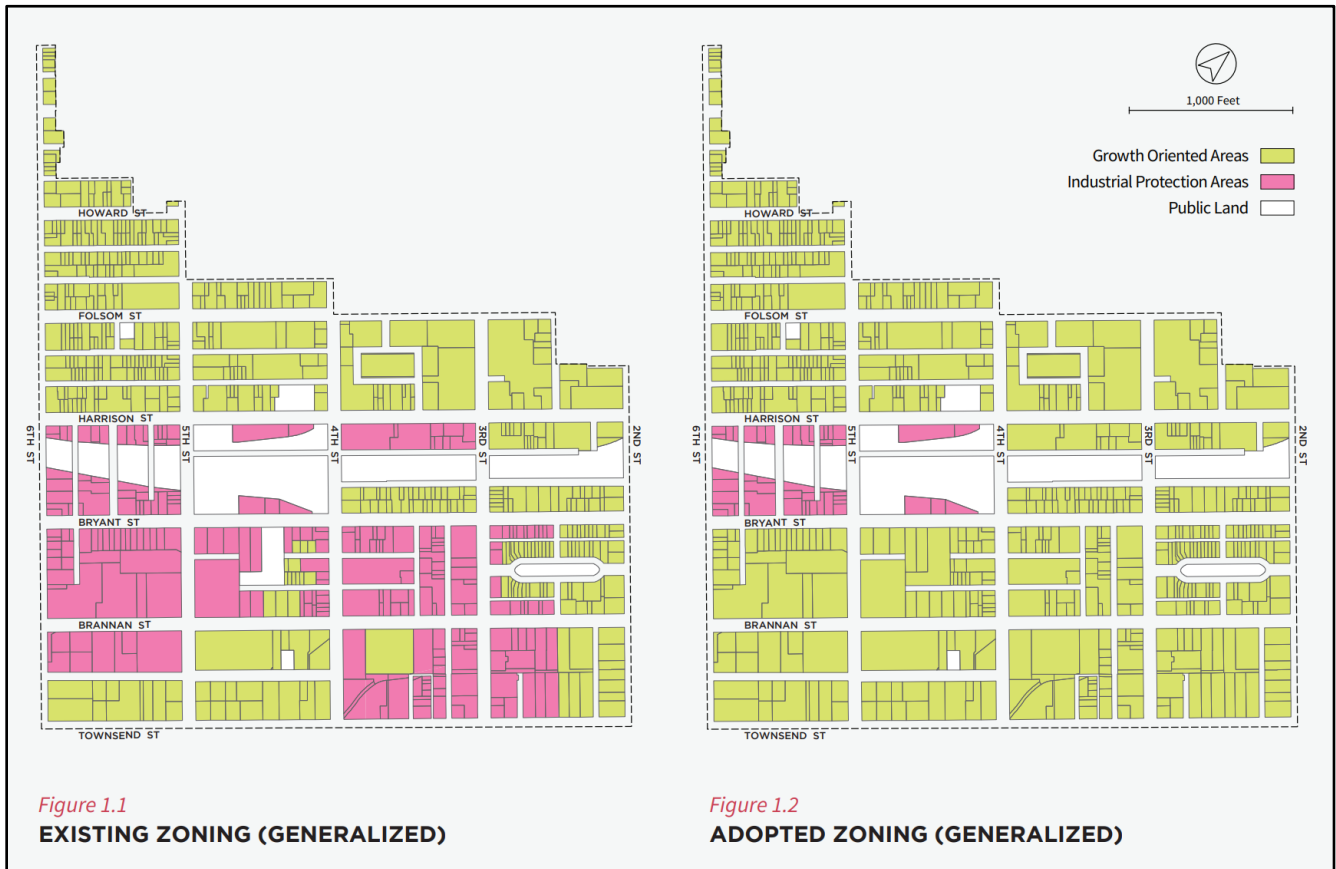 HOWARD ST
FOLSOM ST
HARRISON ST
6TH ST
5TH ST
4TH ST
3RD ST
2ND ST
BRYANT ST
BRANNAN ST
TOWNSEND ST
Figure 1.1
EXISTING ZONING (GENERALIZED)
1,000 Feet
Growth Oriented Areas
Industrial Protection Areas
Public Land
HOWARD ST
FOLSOM ST
HARRISON ST
6TH ST
5TH ST
4TH ST
3RD ST
2ND ST
BRYANT ST
BRANNAN ST
TOWNSEND ST
Figure 1.2
ADOPTED ZONING (GENERALIZED)